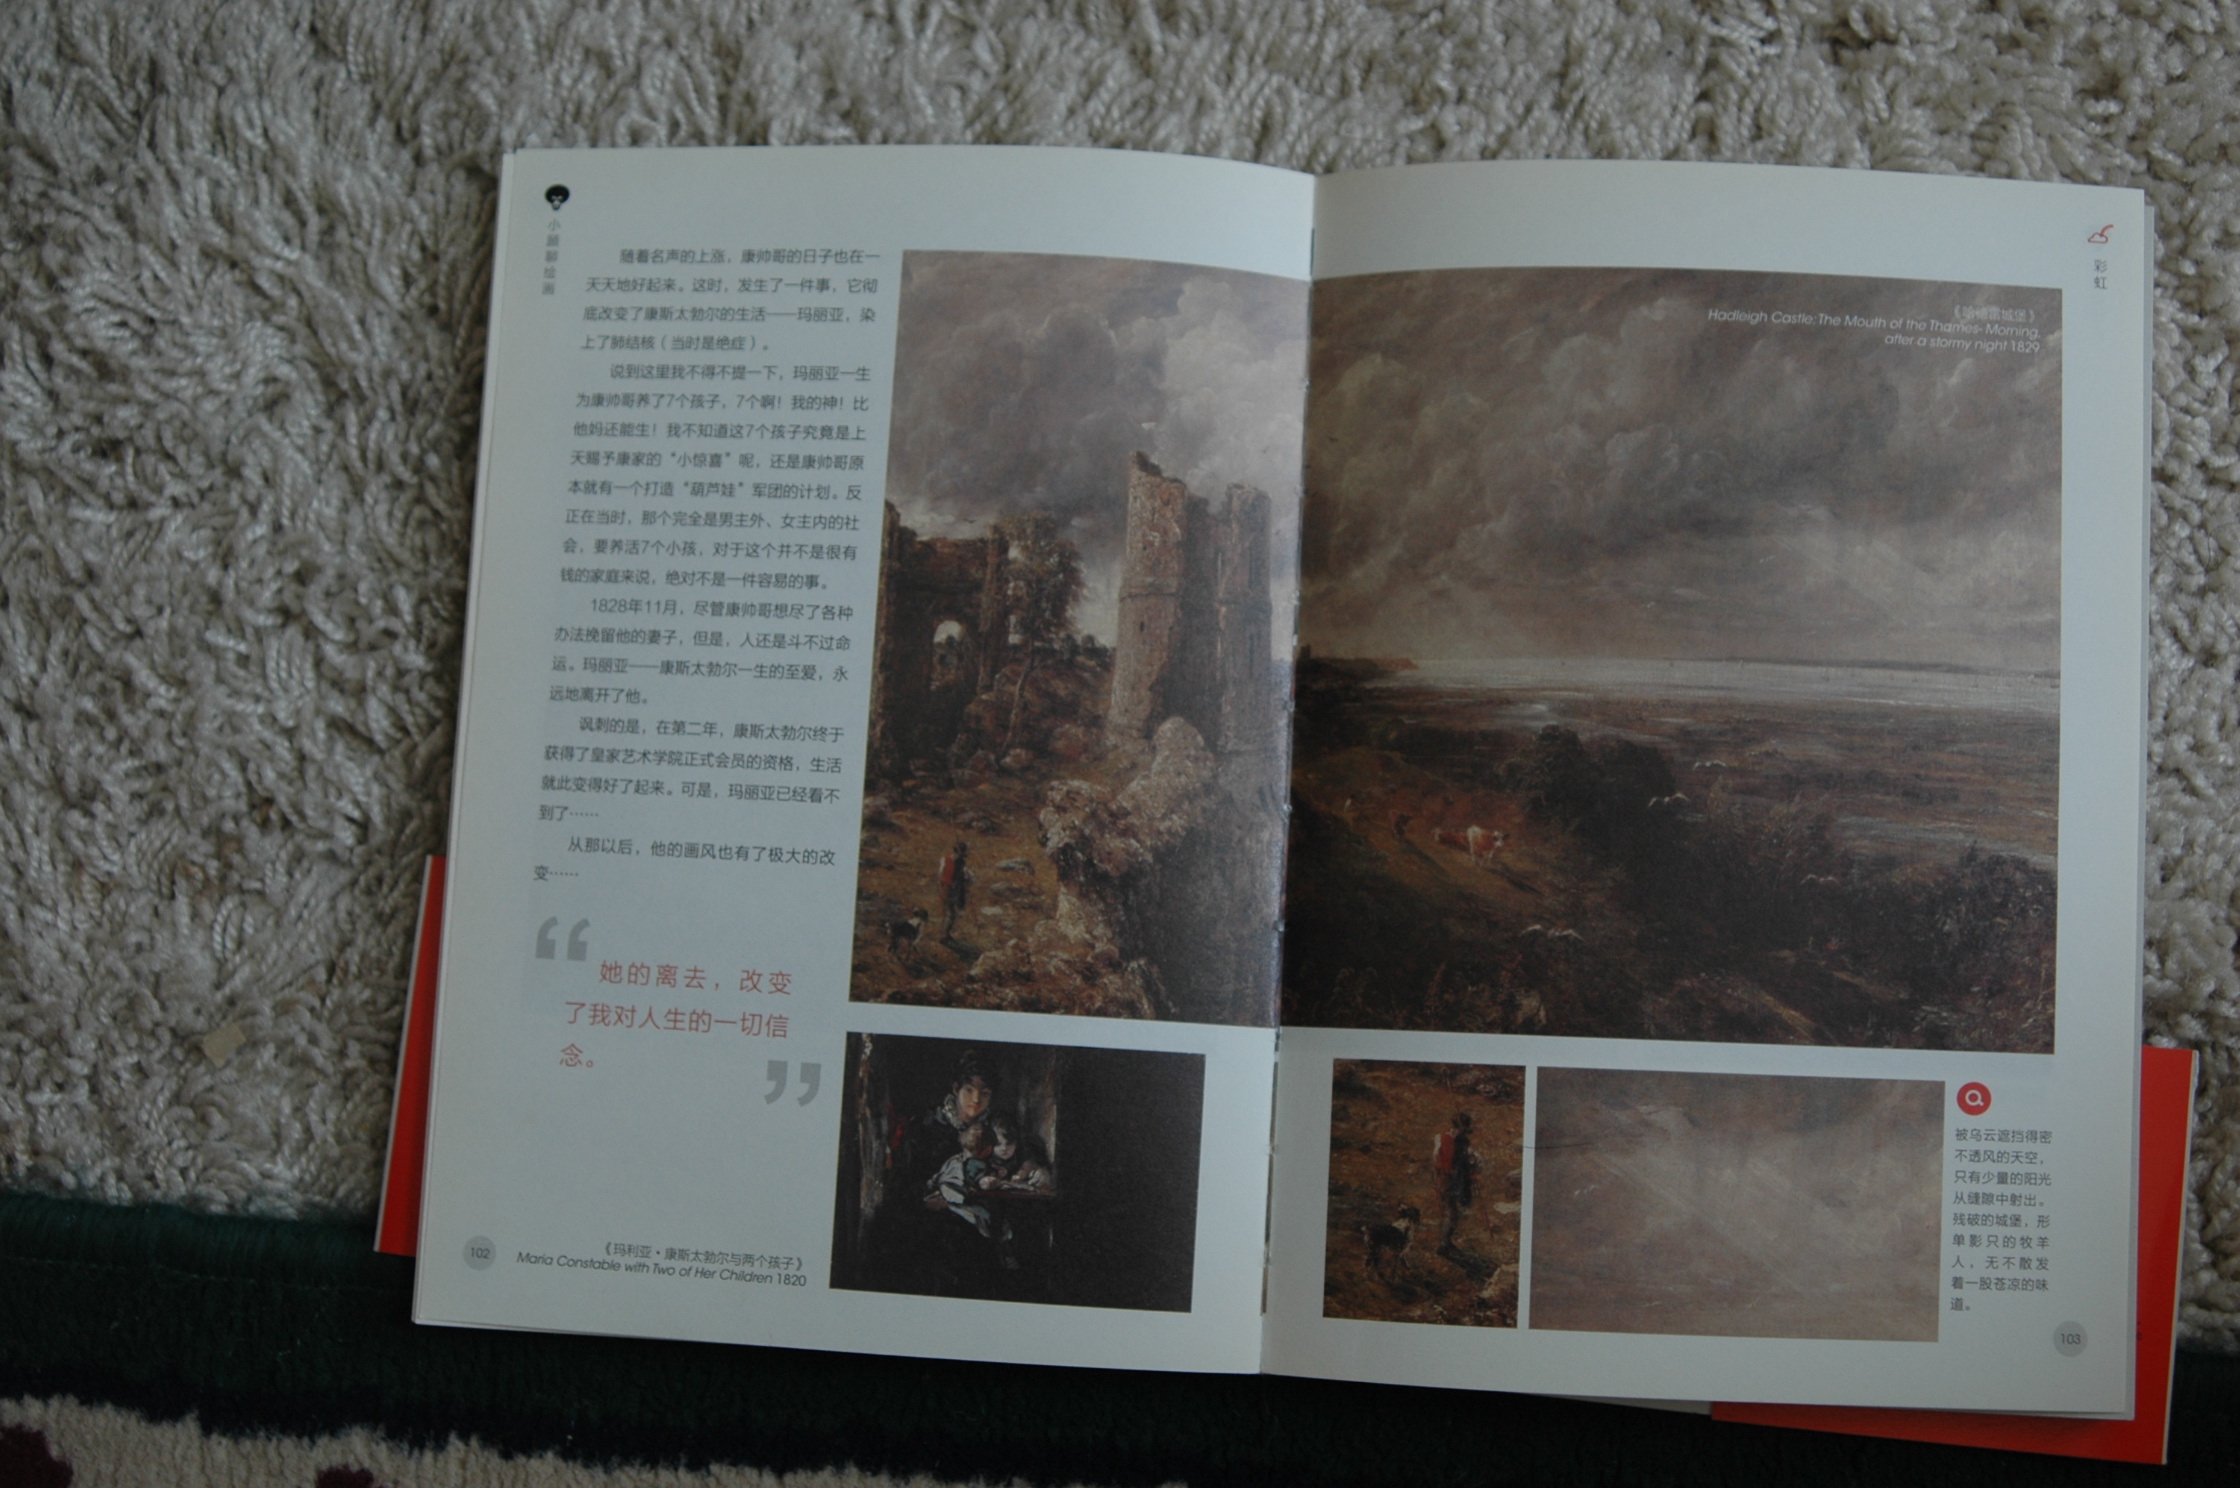 小顾聊绘画
随着名声的上涨，康帅哥的日子也在一
天天地好起来。这时，发生了一件事，它彻
底改变了康斯太勃尔的生活——玛丽亚，染
上了肺结核（当时是绝症）。
说到这里我不得不提一下，玛丽亚一生
为康帅哥养了7个孩子，7个啊！我的神！比
他妈还能生！我不知道这7个孩子究竟是上
天赐予康家的“小惊喜”呢，还是康帅哥原
本就有一个打造“葫芦娃”军团的计划。反
正在当时，那个完全是男主外、女主内的社
会，要养活7个小孩，对于这个并不是很有
钱的家庭来说，绝对不是一件容易的事。
1828年11月，尽管康帅哥想尽了各种
办法挽留他的妻子，但是，人还是斗不过命
运。玛丽亚——康斯太勃尔一生的至爱，永
远地离开了他。
讽刺的是，在第二年，康斯太勃尔终于
获得了皇家艺术学院正式会员的资格，生活
就此变得好了起来。可是，玛丽亚已经看不
到了……
从那以后，他的画风也有了极大的改
变……
“她的离去，改变
了我对人生的一切信
念。”
《玛利亚·康斯太勃尔与两个孩子》
Maria Constable with Two of Her Children 1820
102
彩虹
《哈德雷城堡》
Hadleigh Castle: The Mouth of the Thames- Morning,
after a stormy night 1829
被乌云遮挡得密
不透风的天空，
只有少量的阳光
从缝隙中射出。
残破的城堡，形
单影只的牧羊
人，无不散发
着一股苍凉的味
道。
103